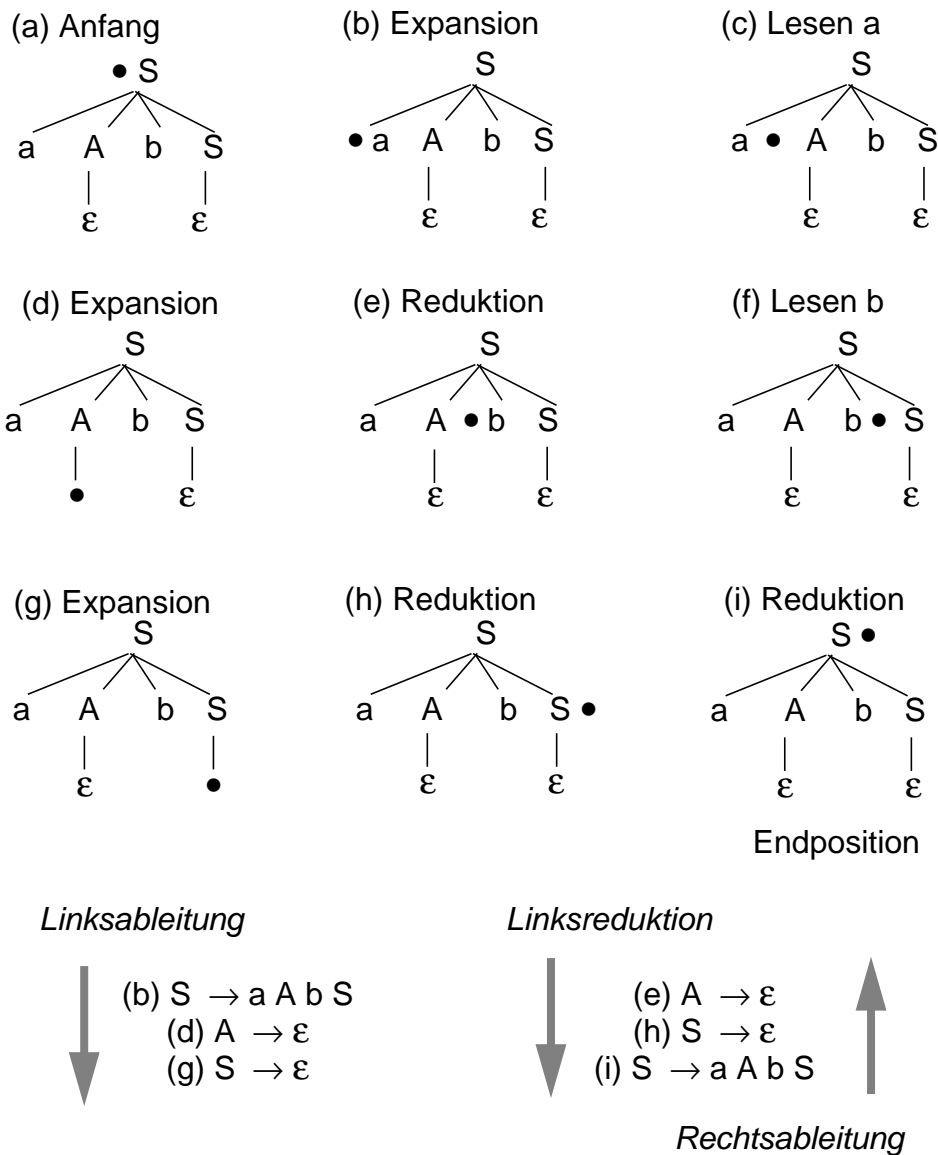 (a) Anfang
(b) Expansion
(c) Lesen a
• S
S
S
a A b S
• a A b S
a • A b S
ε ε
ε ε
ε ε
(d) Expansion
(e) Reduktion
(f) Lesen b
S
S
S
a A b S
a A • b S
a A b • S
• ε
ε ε
ε ε
(g) Expansion
(h) Reduktion
(i) Reduktion
S
S
S •
a A b S
a A b S •
a A b S
ε •
ε ε
ε ε
Endposition
Linksableitung
(b) S → a A b S
(d) A → ε
(g) S → ε
Linksreduktion
(e) A → ε
(h) S → ε
(i) S → a A b S
Rechtsableitung